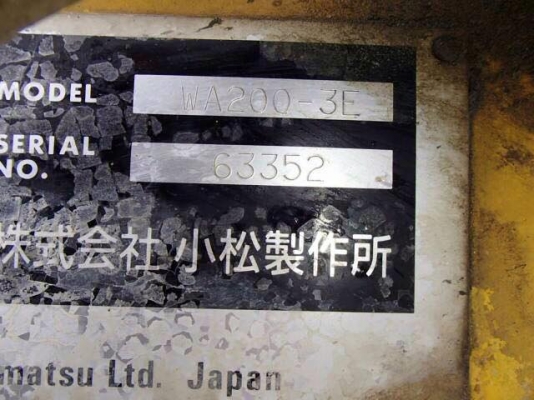 MODEL WA200-3E
SERIAL NO. 63352
株式会社 小松製作所
matsu Ltd. Japan